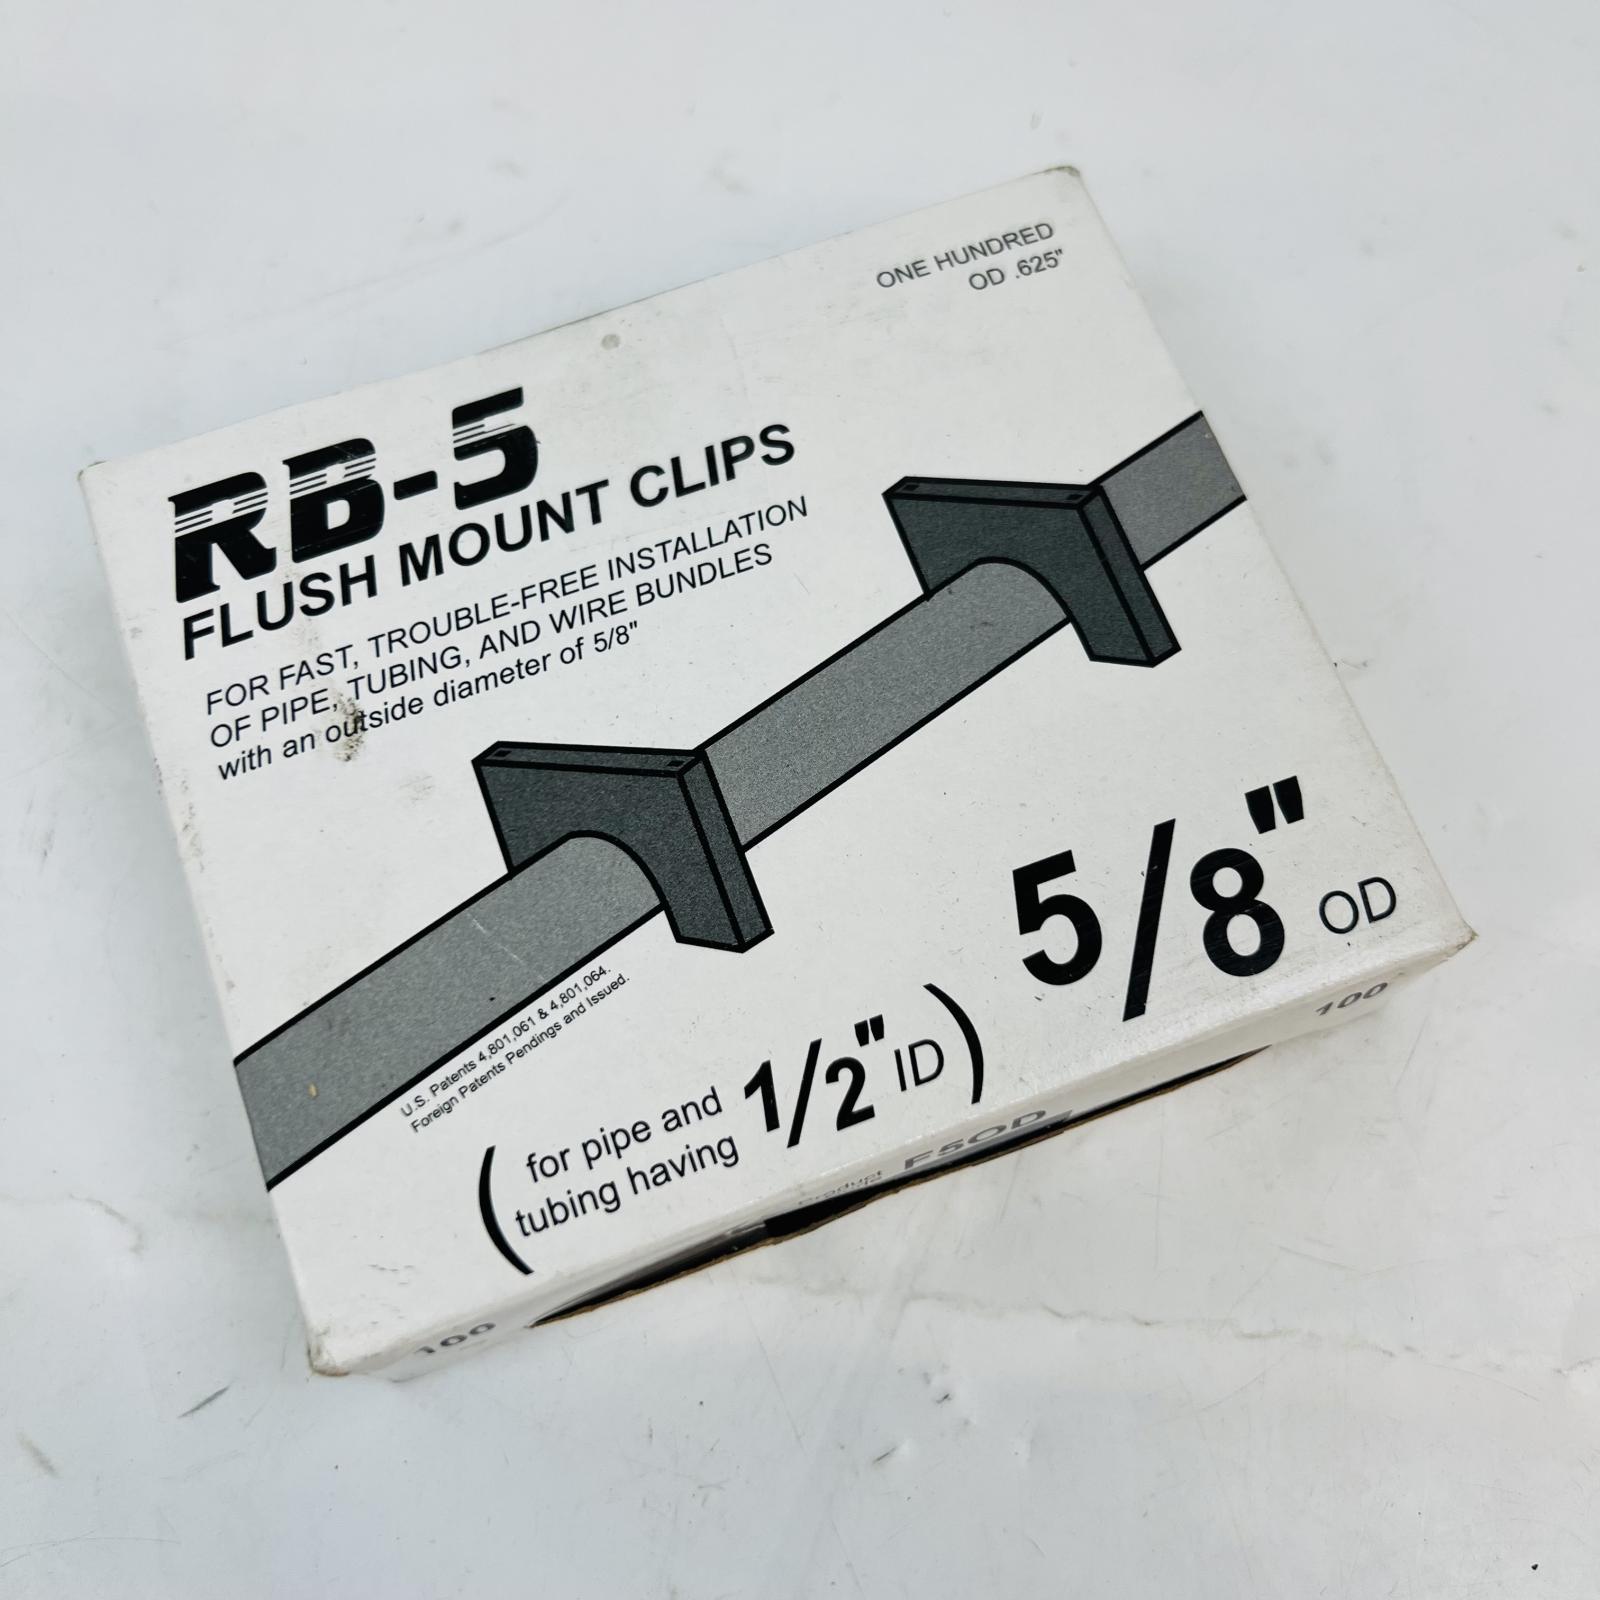 ONE HUNDRED
OD .625"
RB-5
FLUSH MOUNT CLIPS
FOR FAST, TROUBLE-FREE INSTALLATION
OF PIPE, TUBING, AND WIRE BUNDLES
with an outside diameter of 5/8"
5/8" OD
U.S. Patents 4,801,061 & 4,801,064.
Foreign Patents Pendings and Issued.
( for pipe and
tubing having 1/2" ID )
100
Product
F5OD
100